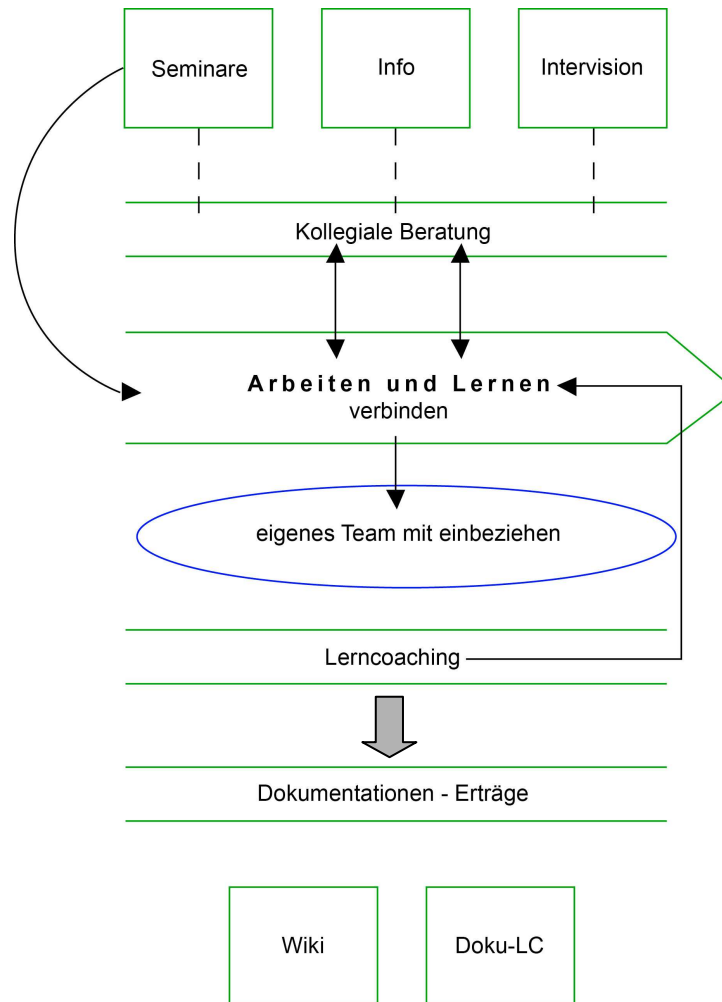 Seminare
Info
Intervision
Kollegiale Beratung
Arbeiten und Lernen
verbinden
eigenes Team mit einbeziehen
Lerncoaching
Dokumentationen - Erträge
Wiki
Doku-LC